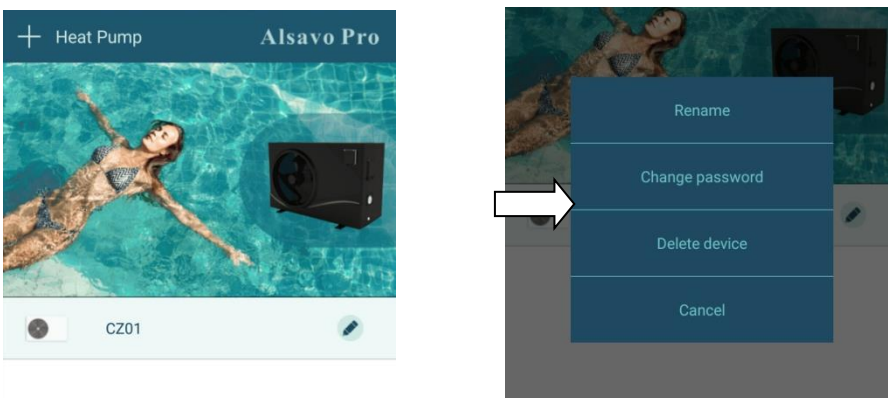 Heat Pump
Alsavo Pro
CZ01
Rename
Change password
Delete device
Cancel